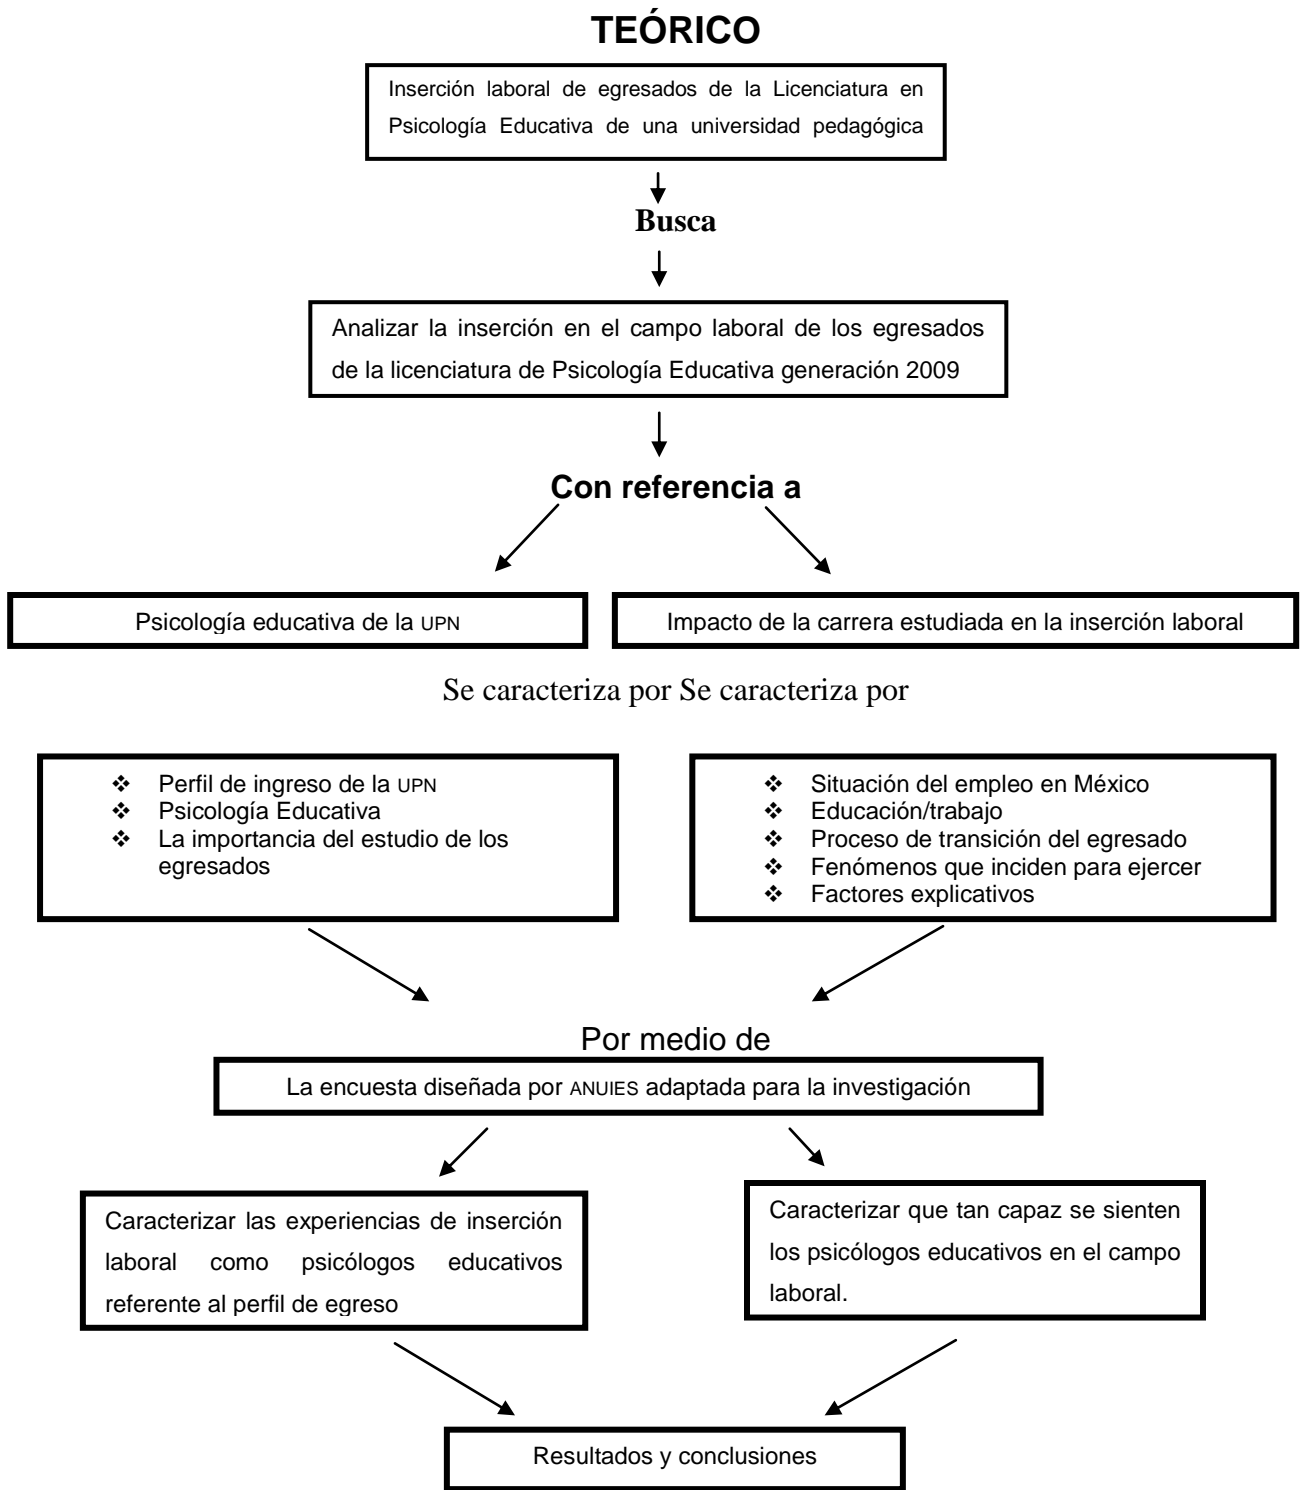 TEÓRICO
Inserción laboral de egresados de la Licenciatura en
Psicología Educativa de una universidad pedagógica
Busca
Analizar la inserción en el campo laboral de los egresados
de la licenciatura de Psicología Educativa generación 2009
Con referencia a
Psicología educativa de la UPN
Impacto de la carrera estudiada en la inserción laboral
Se caracteriza por Se caracteriza por
❖ Perfil de ingreso de la UPN
❖ Psicología Educativa
❖ La importancia del estudio de los
egresados
❖ Situación del empleo en México
❖ Educación/trabajo
❖ Proceso de transición del egresado
❖ Fenómenos que inciden para ejercer
❖ Factores explicativos
Por medio de
La encuesta diseñada por ANUIES adaptada para la investigación
Caracterizar las experiencias de inserción
laboral como psicólogos educativos
referente al perfil de egreso
Caracterizar que tan capaz se sienten
los psicólogos educativos en el campo
laboral.
Resultados y conclusiones